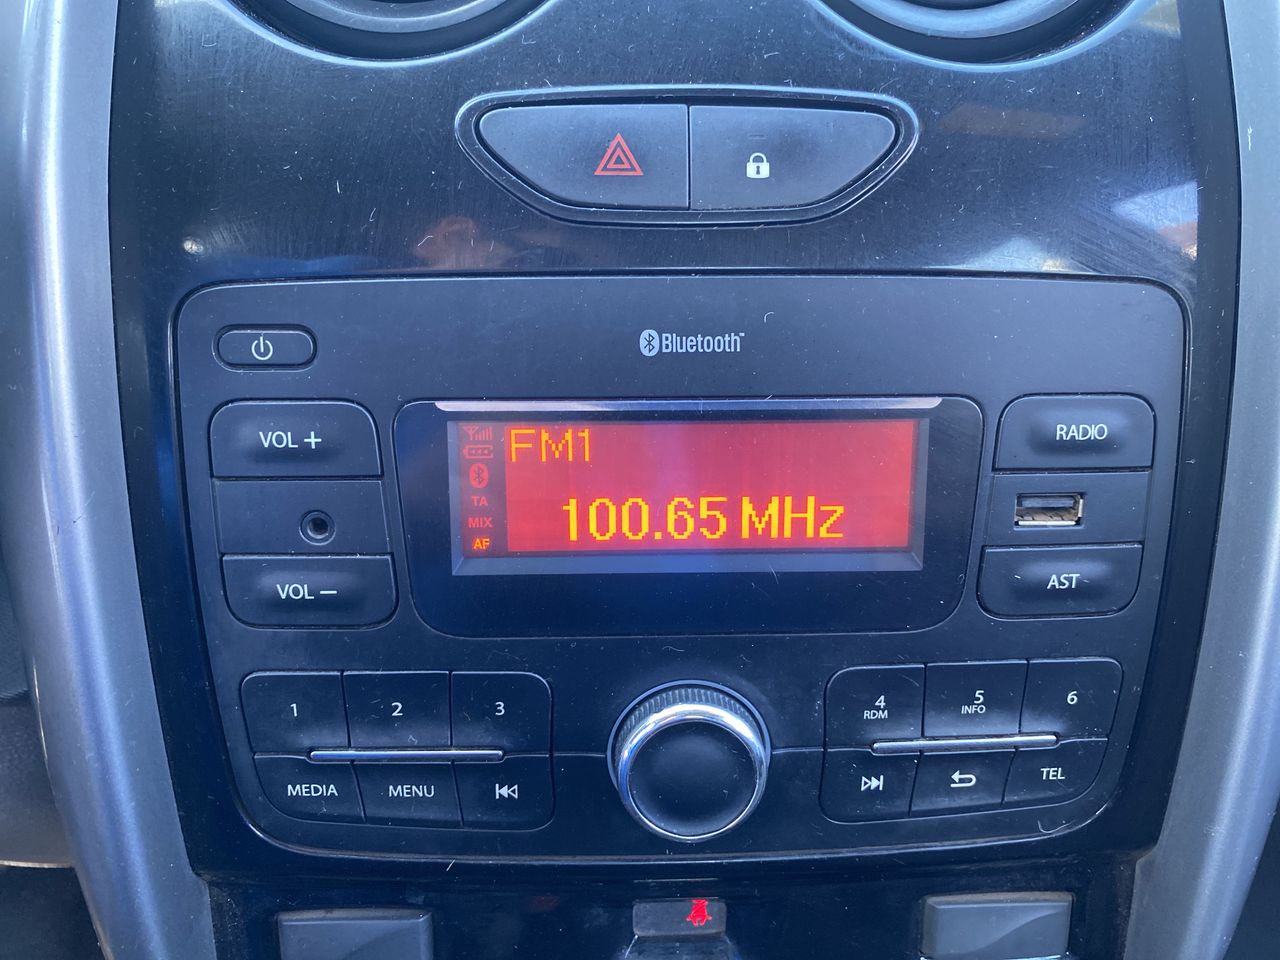 Bluetooth™
VOL +
RADIO
FM1
TA
100.65 MHz
MIX
AF
VOL −
AST
1 2 3
4 5 6
RDM INFO
MEDIA MENU
TEL